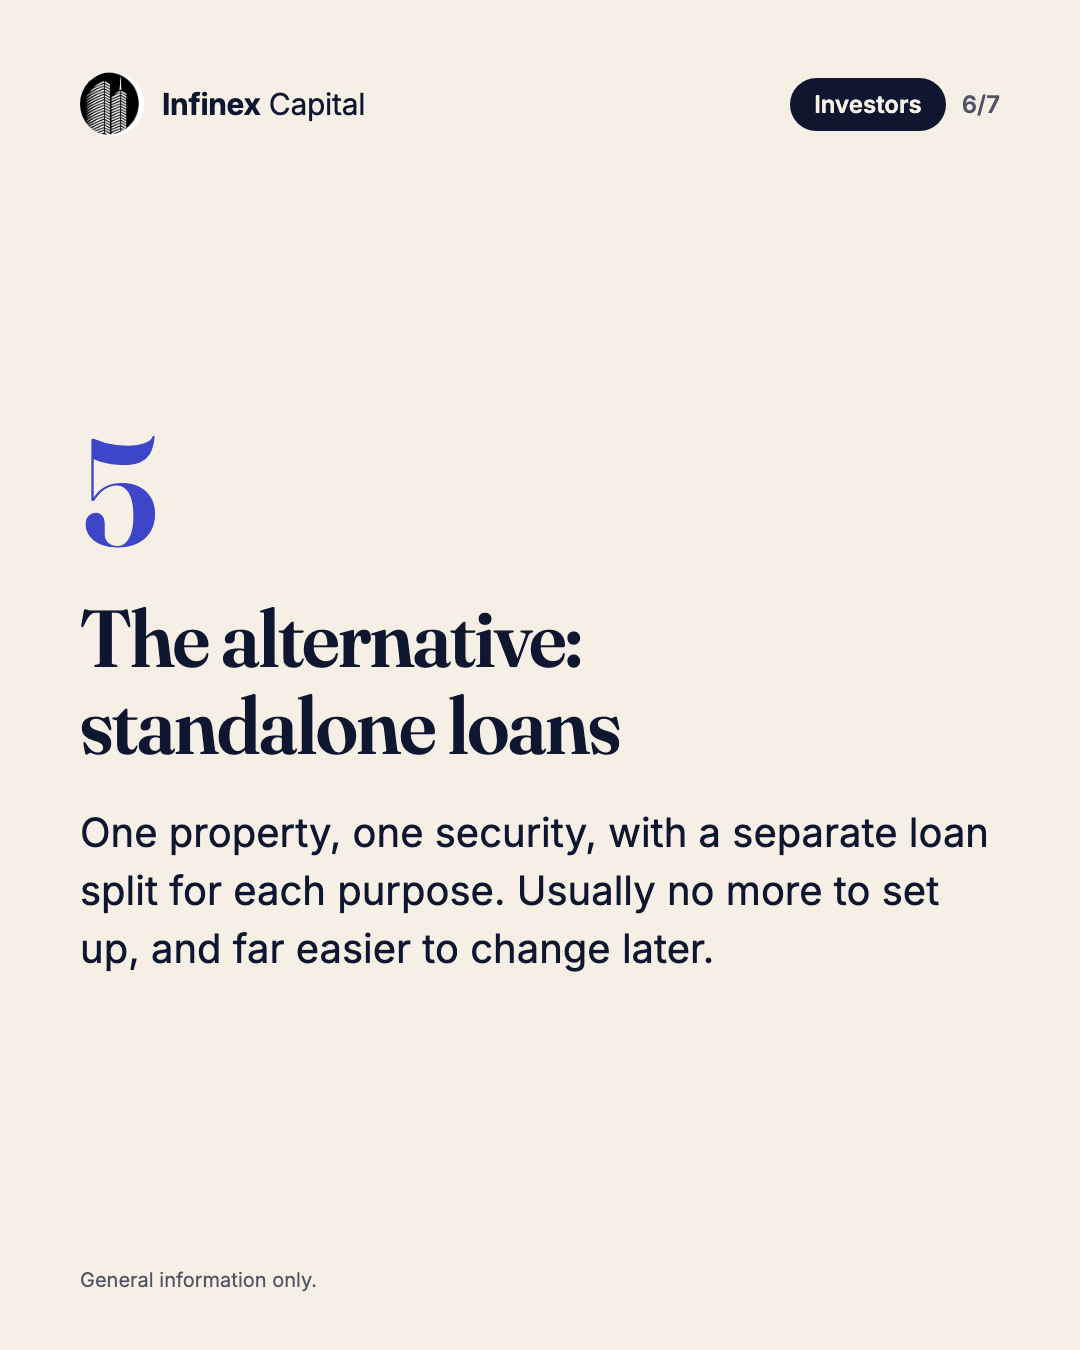 Infinex Capital
Investors 6/7
5
The alternative:
standalone loans
One property, one security, with a separate loan
split for each purpose. Usually no more to set
up, and far easier to change later.
General information only.